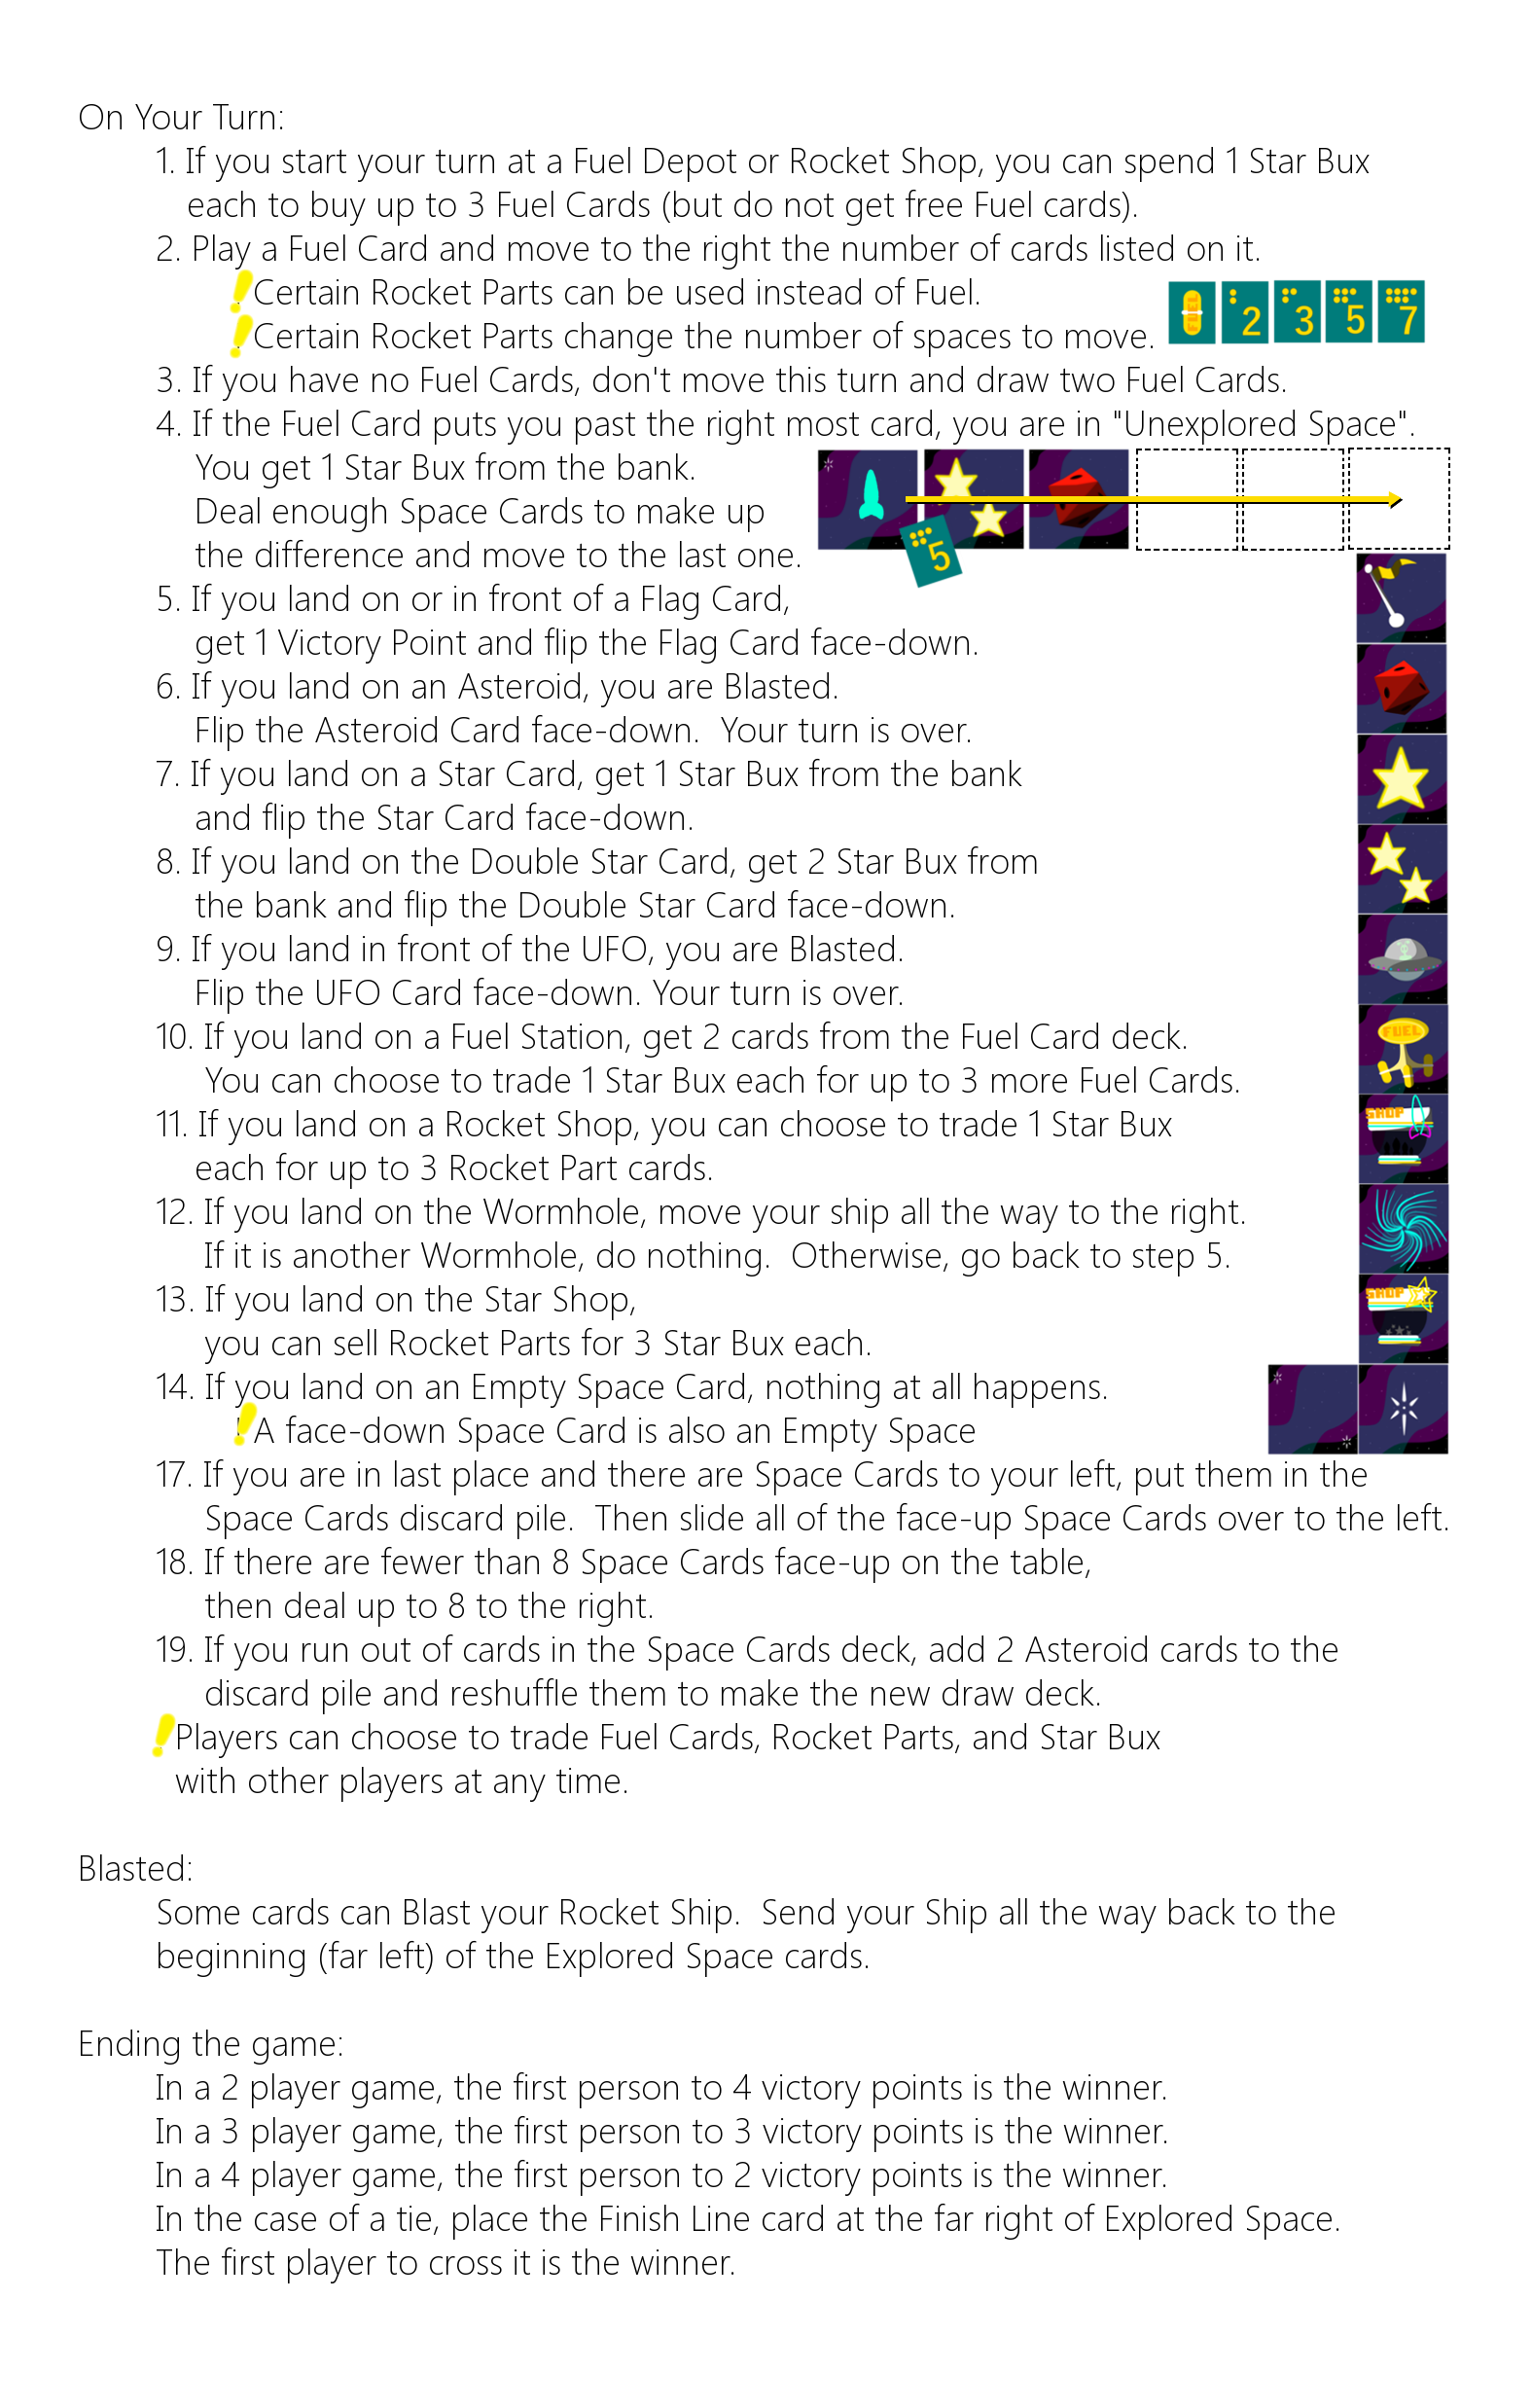 On Your Turn:
1. If you start your turn at a Fuel Depot or Rocket Shop, you can spend 1 Star Bux
each to buy up to 3 Fuel Cards (but do not get free Fuel cards).
2. Play a Fuel Card and move to the right the number of cards listed on it.
! Certain Rocket Parts can be used instead of Fuel.
! Certain Rocket Parts change the number of spaces to move.
2 3 5 7
3. If you have no Fuel Cards, don't move this turn and draw two Fuel Cards.
4. If the Fuel Card puts you past the right most card, you are in "Unexplored Space".
You get 1 Star Bux from the bank.
Deal enough Space Cards to make up
the difference and move to the last one.
5
5. If you land on or in front of a Flag Card,
get 1 Victory Point and flip the Flag Card face-down.
6. If you land on an Asteroid, you are Blasted.
Flip the Asteroid Card face-down.  Your turn is over.
7. If you land on a Star Card, get 1 Star Bux from the bank
and flip the Star Card face-down.
8. If you land on the Double Star Card, get 2 Star Bux from
the bank and flip the Double Star Card face-down.
9. If you land in front of the UFO, you are Blasted.
Flip the UFO Card face-down. Your turn is over.
10. If you land on a Fuel Station, get 2 cards from the Fuel Card deck.
FUEL
You can choose to trade 1 Star Bux each for up to 3 more Fuel Cards.
11. If you land on a Rocket Shop, you can choose to trade 1 Star Bux
SHOP
each for up to 3 Rocket Part cards.
12. If you land on the Wormhole, move your ship all the way to the right.
If it is another Wormhole, do nothing.  Otherwise, go back to step 5.
13. If you land on the Star Shop,
SHOP
you can sell Rocket Parts for 3 Star Bux each.
14. If you land on an Empty Space Card, nothing at all happens.
! A face-down Space Card is also an Empty Space
17. If you are in last place and there are Space Cards to your left, put them in the
Space Cards discard pile.  Then slide all of the face-up Space Cards over to the left.
18. If there are fewer than 8 Space Cards face-up on the table,
then deal up to 8 to the right.
19. If you run out of cards in the Space Cards deck, add 2 Asteroid cards to the
discard pile and reshuffle them to make the new draw deck.
! Players can choose to trade Fuel Cards, Rocket Parts, and Star Bux
with other players at any time.
Blasted:
Some cards can Blast your Rocket Ship.  Send your Ship all the way back to the
beginning (far left) of the Explored Space cards.
Ending the game:
In a 2 player game, the first person to 4 victory points is the winner.
In a 3 player game, the first person to 3 victory points is the winner.
In a 4 player game, the first person to 2 victory points is the winner.
In the case of a tie, place the Finish Line card at the far right of Explored Space.
The first player to cross it is the winner.